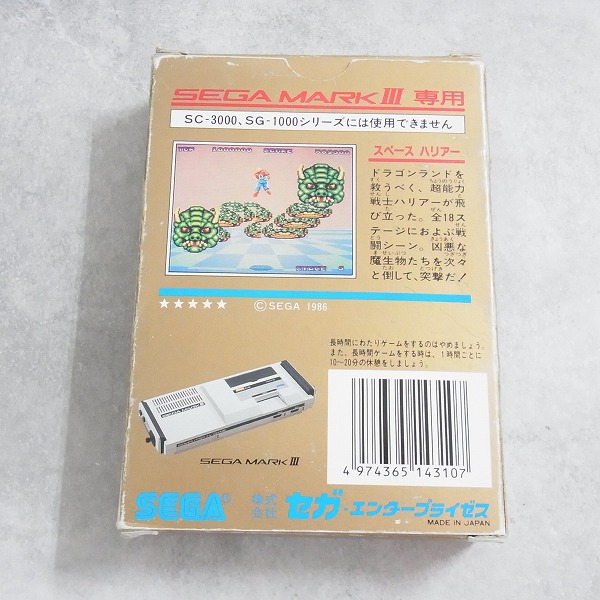 SEGA MARK III 専用
SC-3000、SG-1000シリーズには使用できません
1000000 SCORE
スペース ハリアー
ドラゴンランドを
救うべく、超能力
戦士ハリアーが飛
び立った。全18ス
テージにおよぶ戦
闘シーン。凶悪な
魔生物たちを次々
と倒して、突撃だ!
★★★★★
©SEGA 1986
長時間にわたりゲームをするのはやめましょう。
また、長時間ゲームをする時は、1時間ごとに
10〜20分の休憩をしましょう。
SEGA MARK III
4 974365 143107
SEGA® 株式会社 セガ・エンタープライゼス
MADE IN JAPAN